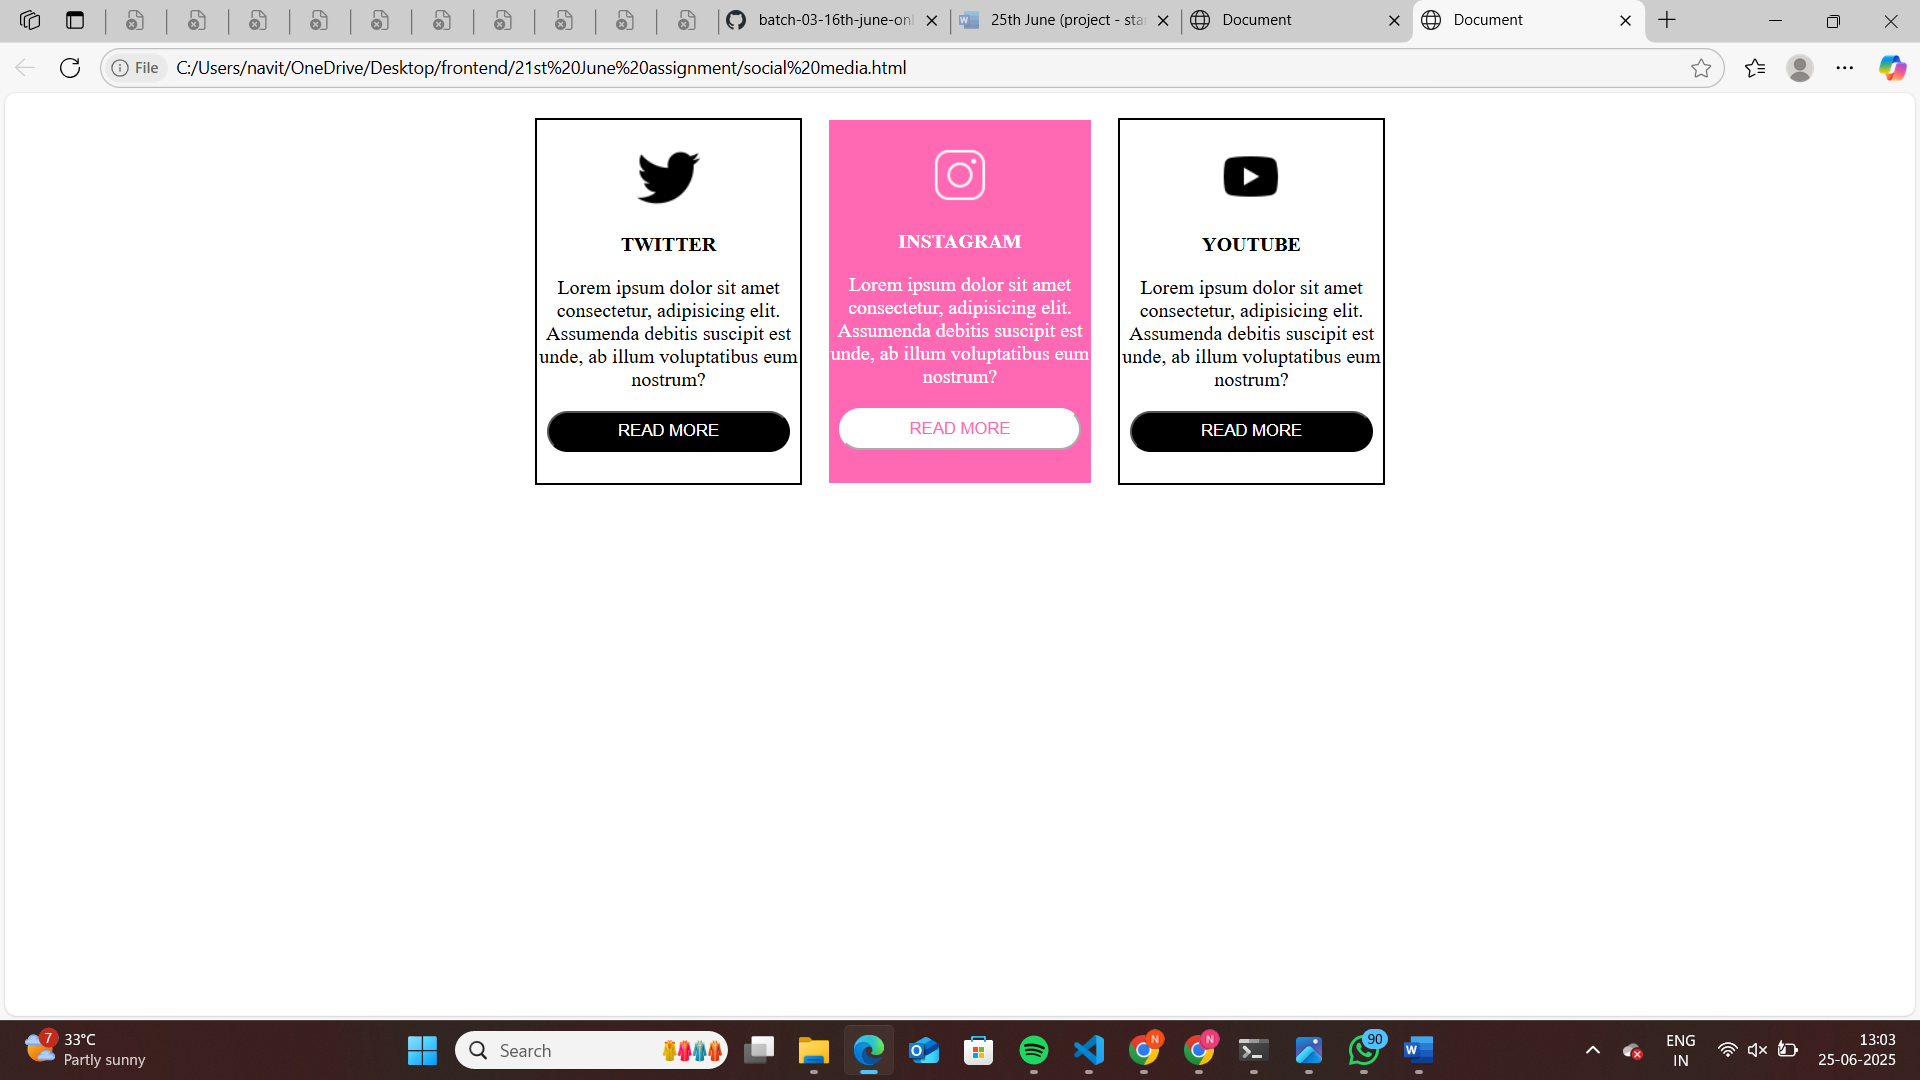 batch-03-16th-june-onl
25th June (project - sta
Document
Document
File
C:/Users/navit/OneDrive/Desktop/frontend/21st%20June%20assignment/social%20media.html
TWITTER
Lorem ipsum dolor sit amet
consectetur, adipisicing elit.
Assumenda debitis suscipit est
unde, ab illum voluptatibus eum
nostrum?
READ MORE
INSTAGRAM
Lorem ipsum dolor sit amet
consectetur, adipisicing elit.
Assumenda debitis suscipit est
unde, ab illum voluptatibus eum
nostrum?
READ MORE
YOUTUBE
Lorem ipsum dolor sit amet
consectetur, adipisicing elit.
Assumenda debitis suscipit est
unde, ab illum voluptatibus eum
nostrum?
READ MORE
7
33°C
Partly sunny
Search
N
N
90
ENG
IN
13:03
25-06-2025